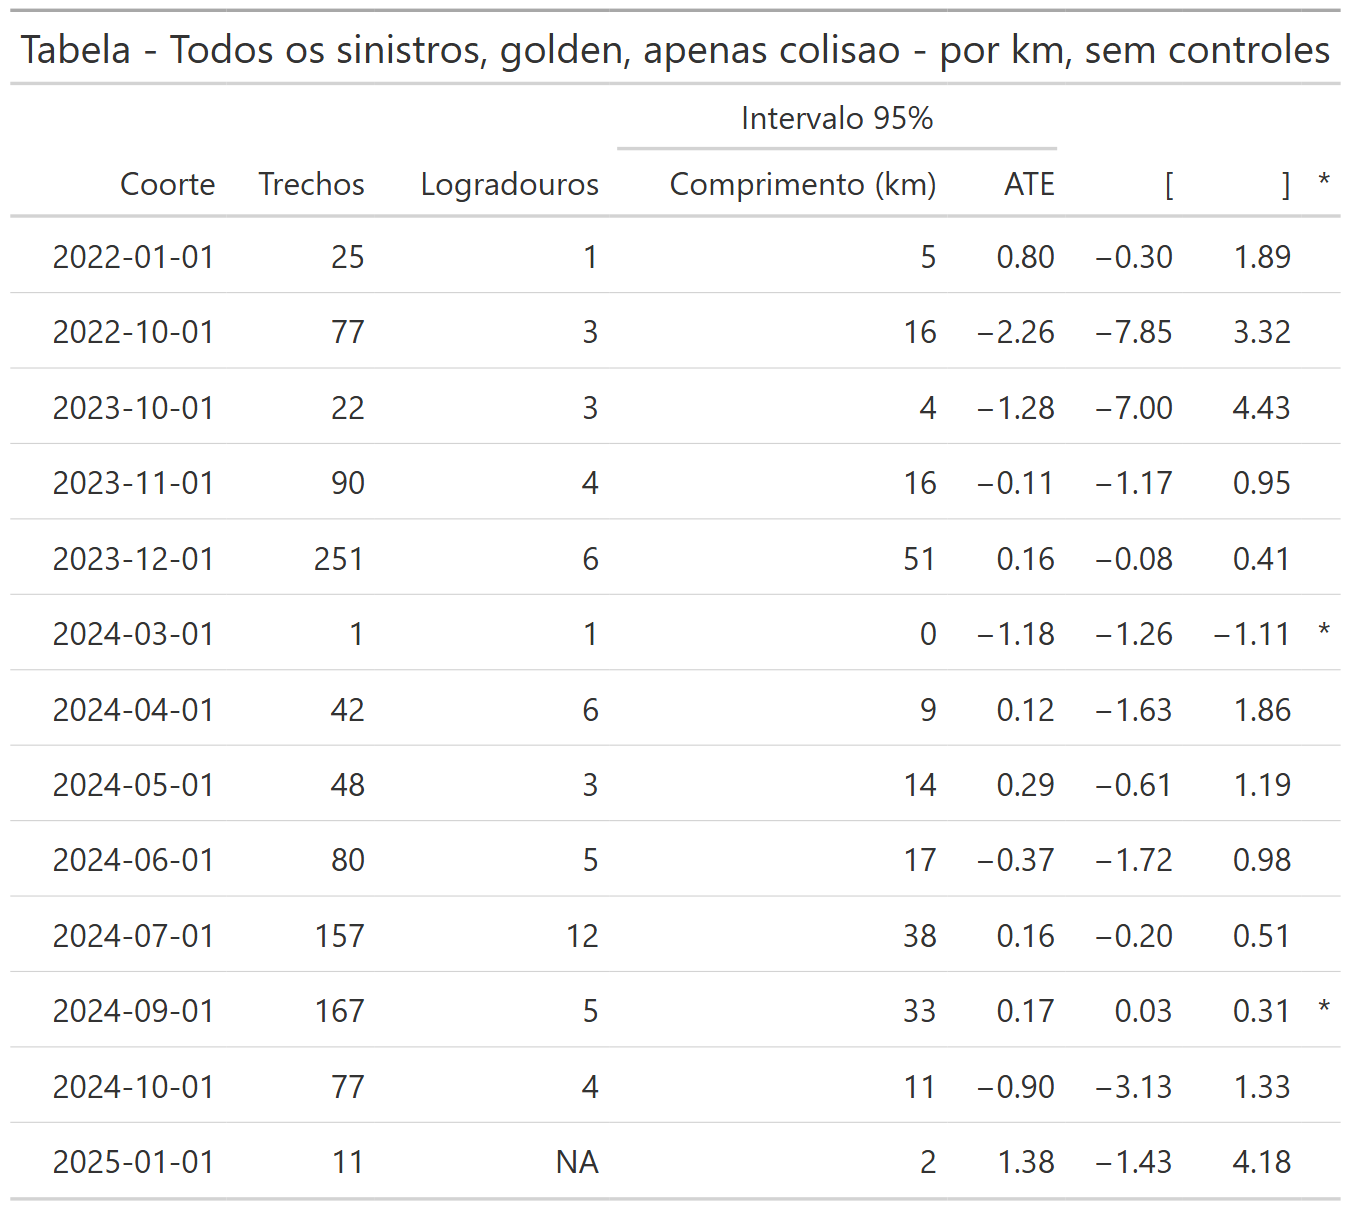 Tabela - Todos os sinistros, golden, apenas colisao - por km, sem controles
Intervalo 95%
Coorte Trechos Logradouros Comprimento (km) ATE [ ] *
2022-01-01 25 1 5 0.80 −0.30 1.89
2022-10-01 77 3 16 −2.26 −7.85 3.32
2023-10-01 22 3 4 −1.28 −7.00 4.43
2023-11-01 90 4 16 −0.11 −1.17 0.95
2023-12-01 251 6 51 0.16 −0.08 0.41
2024-03-01 1 1 0 −1.18 −1.26 −1.11 *
2024-04-01 42 6 9 0.12 −1.63 1.86
2024-05-01 48 3 14 0.29 −0.61 1.19
2024-06-01 80 5 17 −0.37 −1.72 0.98
2024-07-01 157 12 38 0.16 −0.20 0.51
2024-09-01 167 5 33 0.17 0.03 0.31 *
2024-10-01 77 4 11 −0.90 −3.13 1.33
2025-01-01 11 NA 2 1.38 −1.43 4.18